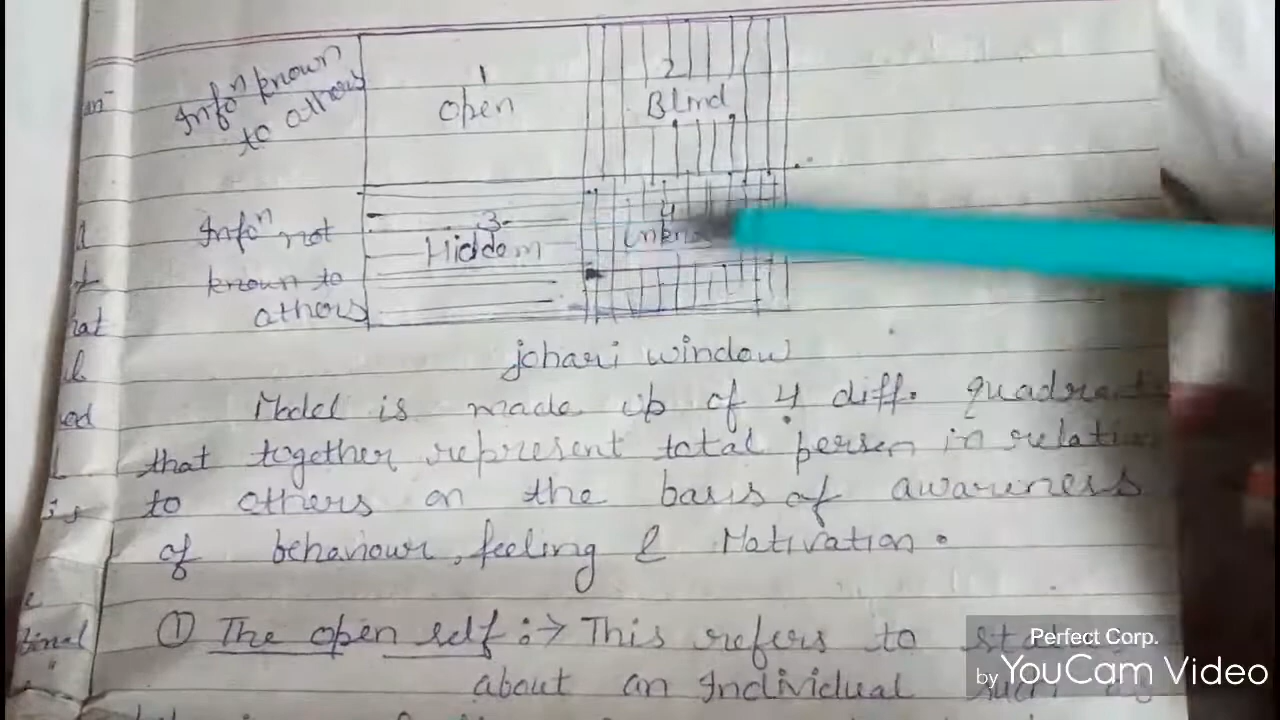 Infoⁿ known
to others
1
open
2
Blind
Infoⁿ not
known to
others
3
Hidden
4
johari window
Model is made up of 4 diff.
that together represent total person in
to others on the basis of awareness
of behaviour, feeling & Motivation.
① The open self :→ This refers to
about an Individual
Perfect Corp.
by YouCam Video